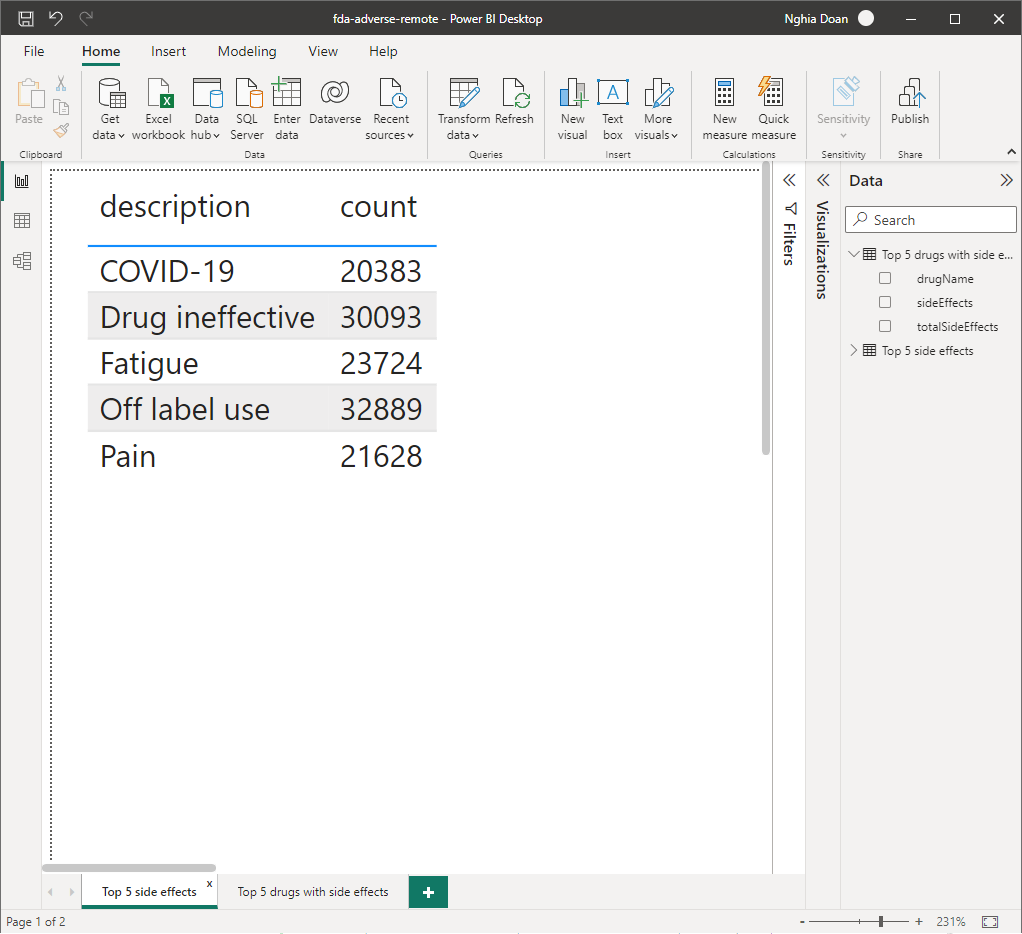 fda-adverse-remote - Power BI Desktop
Nghia Doan
File Home Insert Modeling View Help
Paste
Clipboard
Get data
Excel workbook
Data hub
SQL Server
Enter data
Dataverse
Recent sources
Data
Transform data
Refresh
Queries
New visual
Text box
More visuals
Insert
New measure
Quick measure
Calculations
Sensitivity
Sensitivity
Publish
Share
description count
COVID-19 20383
Drug ineffective 30093
Fatigue 23724
Off label use 32889
Pain 21628
Filters
Visualizations
Data
Search
Top 5 drugs with side e...
drugName
sideEffects
totalSideEffects
Top 5 side effects
Top 5 side effects x
Top 5 drugs with side effects
+
Page 1 of 2
- + 231%